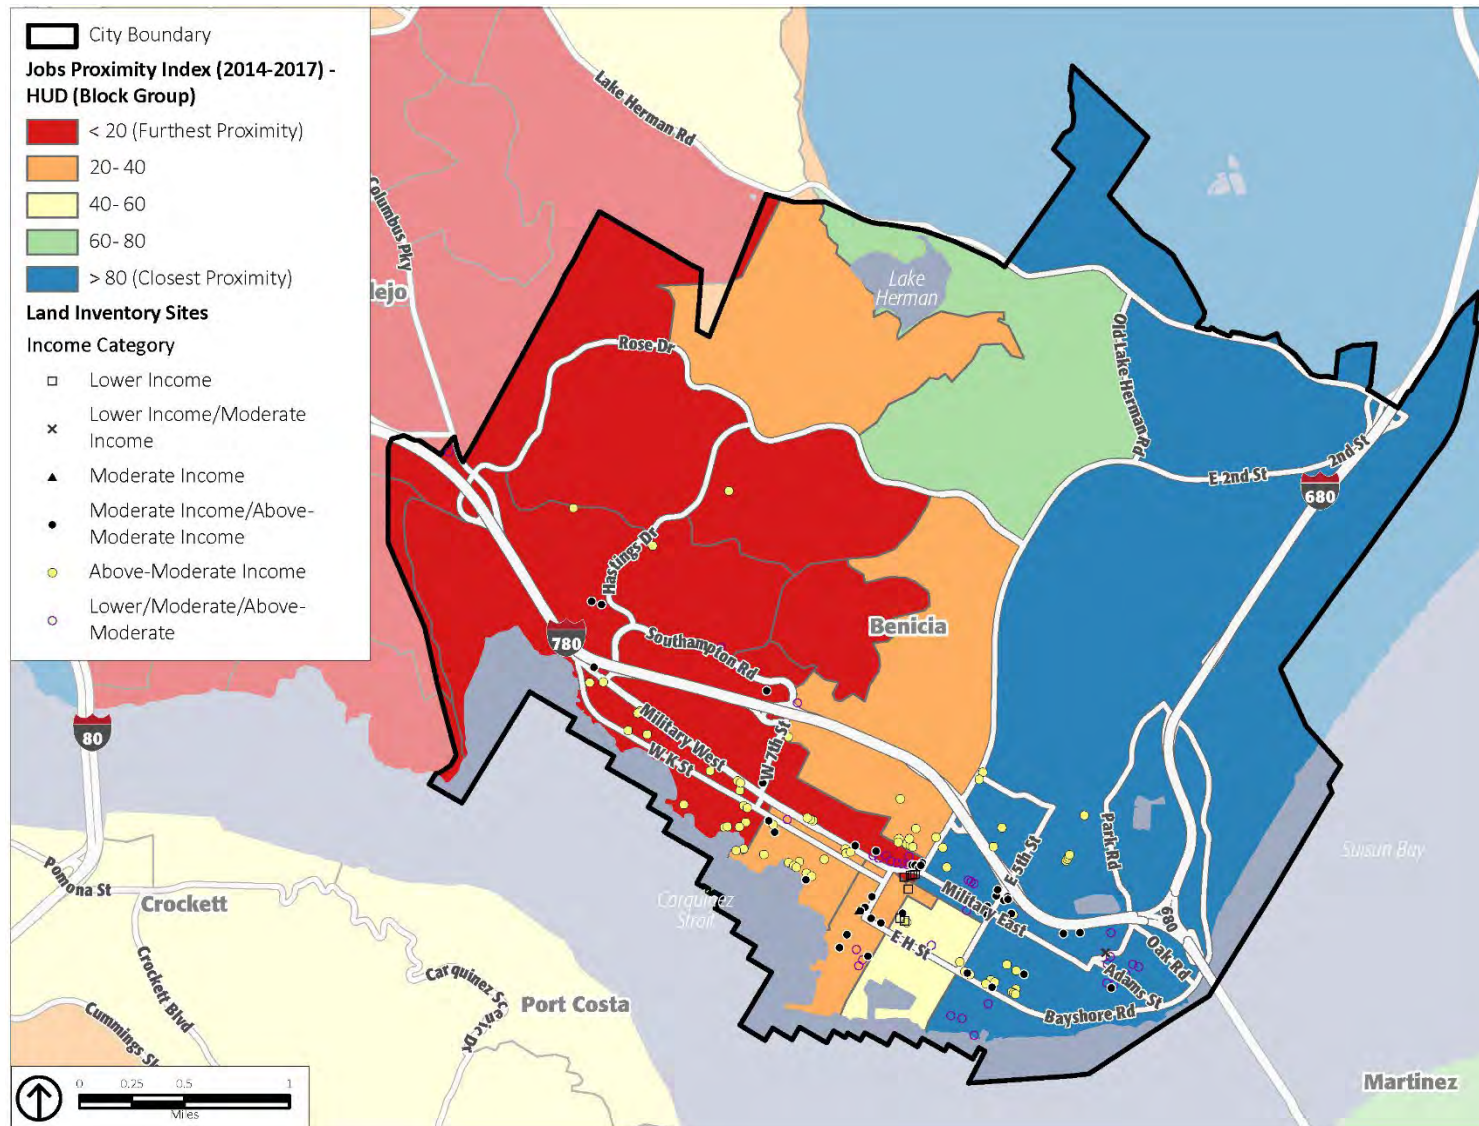 City Boundary
Jobs Proximity Index (2014-2017) -
HUD (Block Group)
< 20 (Furthest Proximity)
20- 40
40- 60
60- 80
> 80 (Closest Proximity)
Land Inventory Sites
Income Category
Lower Income
Lower Income/Moderate
Income
Moderate Income
Moderate Income/Above-
Moderate Income
Above-Moderate Income
Lower/Moderate/Above-
Moderate
Lake Herman Rd
Columbus Pky
lejo
Lake
Herman
Rose Dr
Old Lake Herman Rd
E 2nd St
2nd St
680
Hastings Dr
Benicia
780
Southampton Rd
Military West
W K St
W 7th St
80
Park Rd
Suisun Bay
E 5th St
Military East
680
Carquinez
Strait
E H St
Oak Rd
Adams St
Bayshore Rd
Pomona St
Crockett
Crockett Blvd
Carquinez Scenic Dr
Port Costa
Cummings Sk
Martinez
0 0.25 0.5 1
Miles